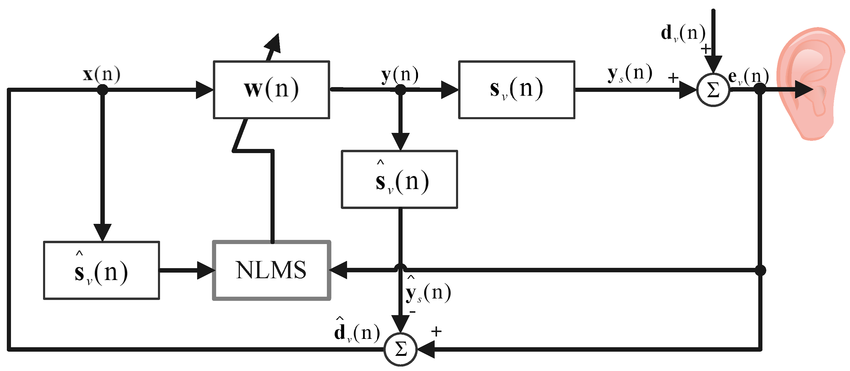 d_v(n)
+
x(n)
w(n)
y(n)
s_v(n)
y_s(n)
+
Σ
e_v(n)
ŝ_v(n)
ŝ_v(n)
NLMS
ŷ_s(n)
-
d̂_v(n)
Σ
+